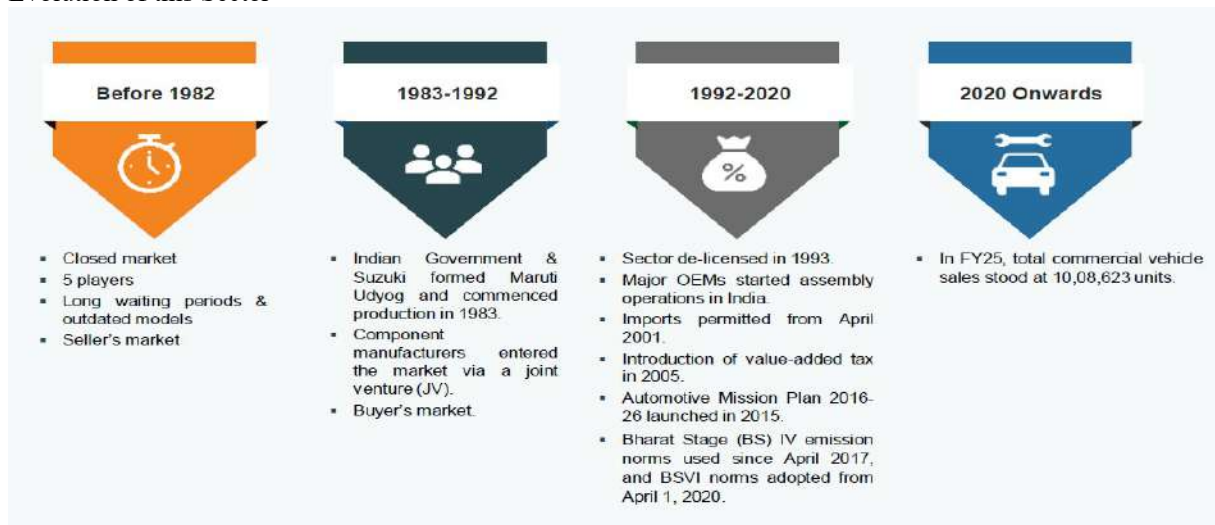 Before 1982
Closed market
5 players
Long waiting periods &
outdated models
Seller's market
1983-1992
Indian Government &
Suzuki formed Maruti
Udyog and commenced
production in 1983.
Component
manufacturers entered
the market via a joint
venture (JV).
Buyer's market.
1992-2020
%
Sector de-licensed in 1993.
Major OEMs started assembly
operations in India.
Imports permitted from April
2001.
Introduction of value-added tax
in 2005.
Automotive Mission Plan 2016-
26 launched in 2015.
Bharat Stage (BS) IV emission
norms used since April 2017,
and BSVI norms adopted from
April 1, 2020.
2020 Onwards
In FY25, total commercial vehicle
sales stood at 10,08,623 units.